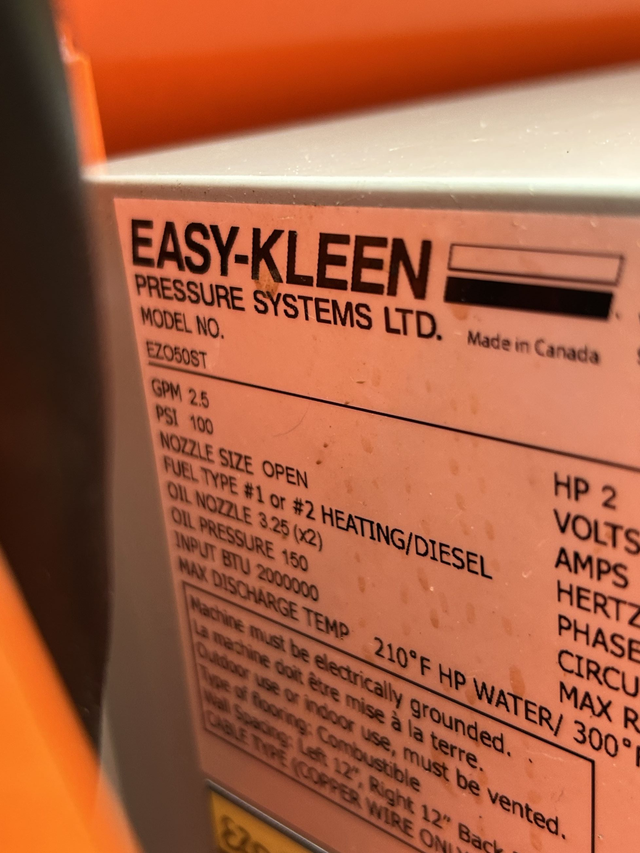 EASY-KLEEN
PRESSURE SYSTEMS LTD.
Made in Canada
MODEL NO.
EZO50ST
GPM 2.5
PSI 100
NOZZLE SIZE OPEN
FUEL TYPE #1 or #2 HEATING/DIESEL
OIL NOZZLE 3.25 (x2)
OIL PRESSURE 150
INPUT BTU 2000000
MAX DISCHARGE TEMP 210°F HP WATER/ 300°
HP 2
VOLTS
AMPS
HERTZ
PHASE
CIRCU
MAX R
Machine must be electrically grounded.
La machine doit être mise à la terre.
Outdoor use or indoor use, must be vented.
Type of flooring: Combustible
Wall Spacing: Left 12", Right 12" Back
CABLE TYPE (COPPER WIRE ONLY